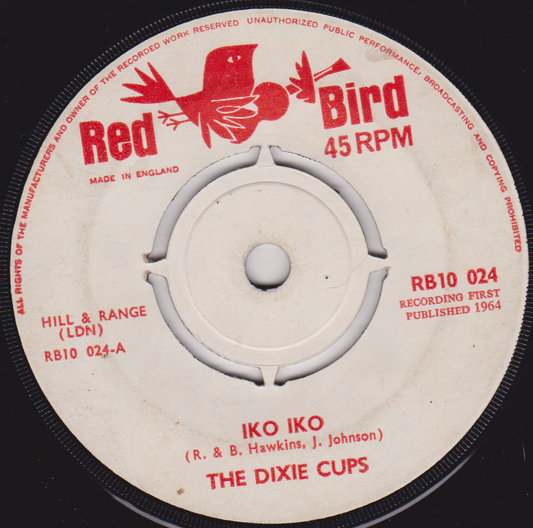 ALL RIGHTS OF THE MANUFACTURERS AND OWNER OF THE RECORDED WORK RESERVED UNAUTHORIZED PUBLIC PERFORMANCE, BROADCASTING AND COPYING PROHIBITED
Red Bird
45 RPM
MADE IN ENGLAND
RB10 024
RECORDING FIRST
PUBLISHED 1964
HILL & RANGE
(LDN)
RB10 024-A
IKO IKO
(R. & B. Hawkins, J. Johnson)
THE DIXIE CUPS